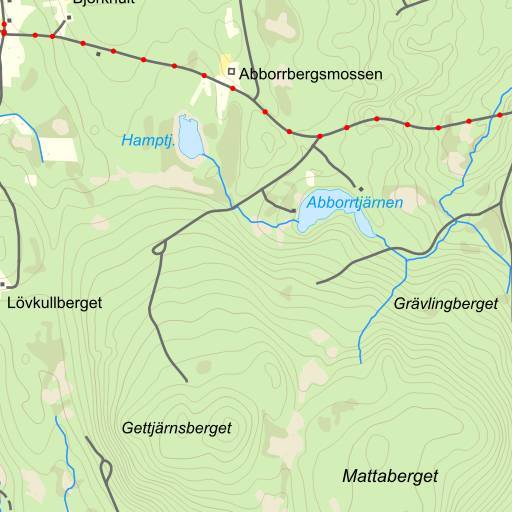 Björkhult
Abborrbergsmossen
Hamptj.
Abborrtjärnen
Lövkullberget
Grävlingberget
Gettjärnsberget
Mattaberget